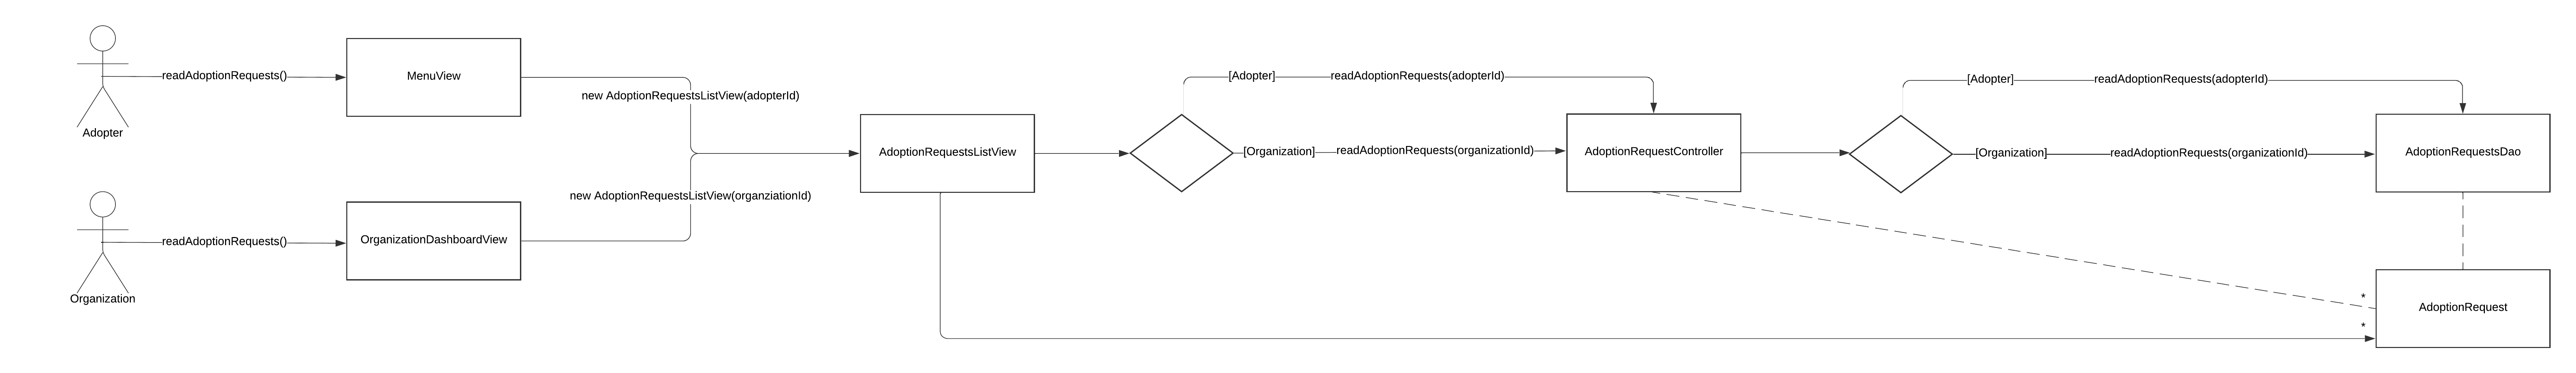 Adopter
readAdoptionRequests()
MenuView
new AdoptionRequestsListView(adopterId)
Organization
readAdoptionRequests()
OrganizationDashboardView
new AdoptionRequestsListView(organziationId)
AdoptionRequestsListView
[Adopter]
readAdoptionRequests(adopterId)
[Organization]
readAdoptionRequests(organizationId)
AdoptionRequestController
[Adopter]
readAdoptionRequests(adopterId)
[Organization]
readAdoptionRequests(organizationId)
AdoptionRequestsDao
*
*
AdoptionRequest